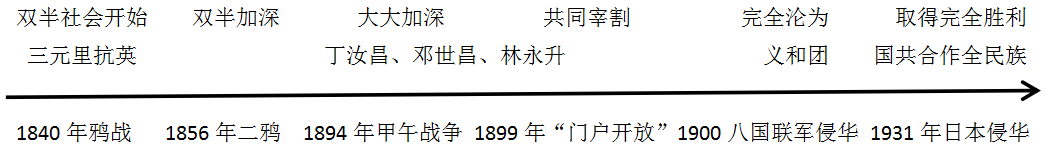 双半社会开始 双半加深 大大加深 共同宰割 完全沦为 取得完全胜利
三元里抗英 丁汝昌、邓世昌、林永升 义和团 国共合作全民族
1840 年鸦战 1856 年二鸦 1894 年甲午战争 1899 年“门户开放” 1900 八国联军侵华 1931 年日本侵华